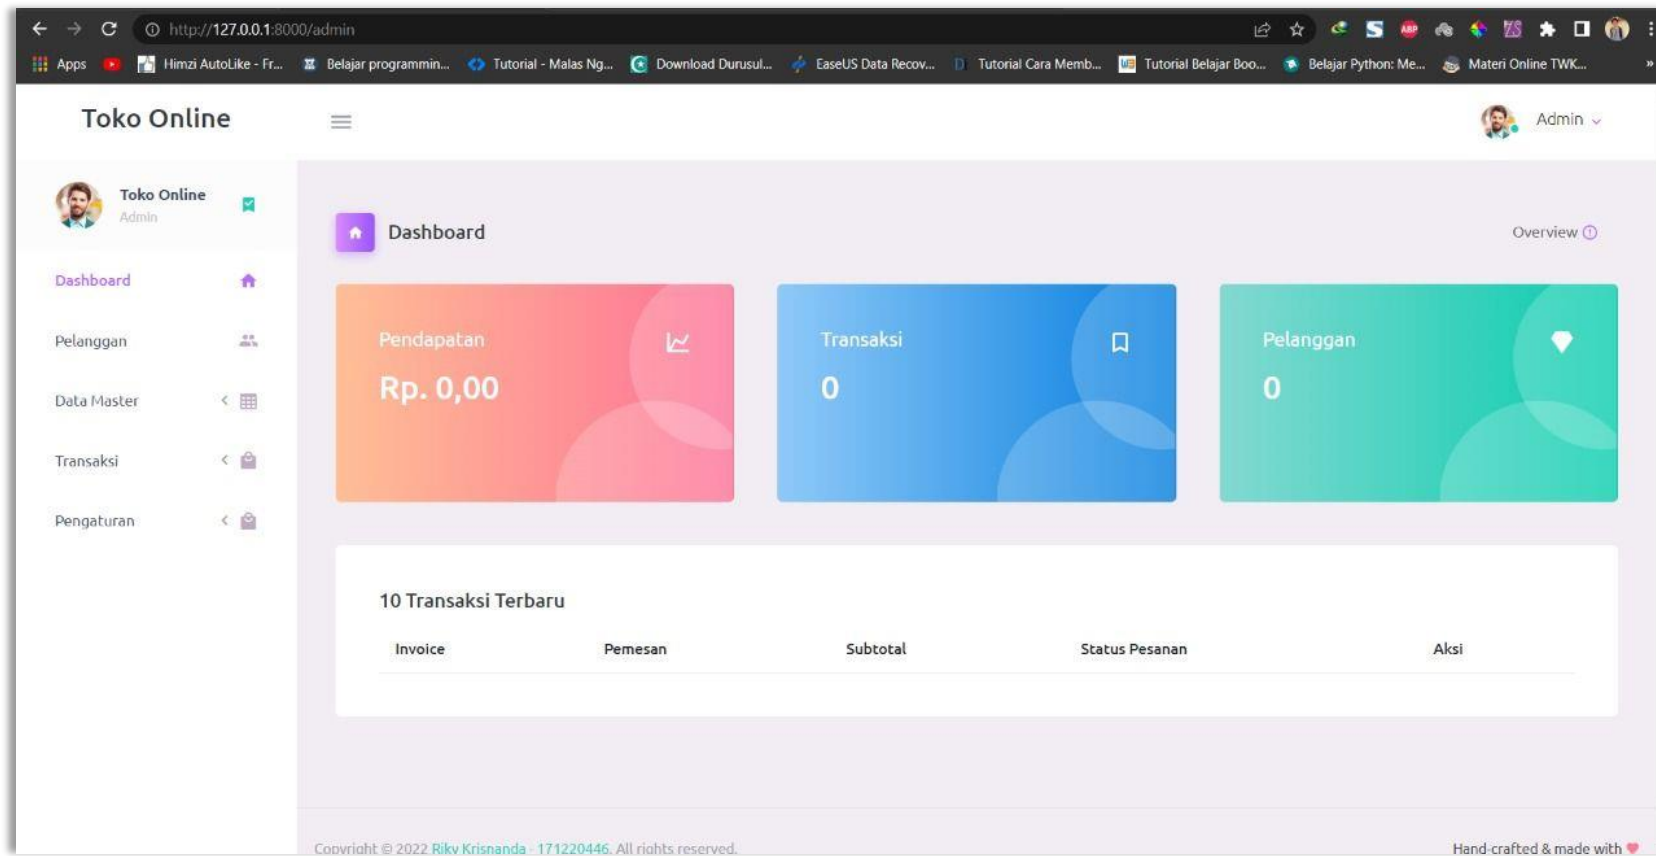 http://127.0.0.1:8000/admin
Apps Himzi AutoLike - Fr... Belajar programmin... Tutorial - Malas Ng... Download Durusul... EaseUS Data Recov... Tutorial Cara Memb... Tutorial Belajar Boo... Belajar Python: Me... Materi Online TWK... »
Toko Online
Admin
Toko Online
Admin
Dashboard
Pelanggan
Data Master
Transaksi
Pengaturan
Dashboard
Overview
Pendapatan
Rp. 0,00
Transaksi
0
Pelanggan
0
10 Transaksi Terbaru
Invoice Pemesan Subtotal Status Pesanan Aksi
Copyright © 2022 Riky Krisnanda - 171220446. All rights reserved.
Hand-crafted & made with